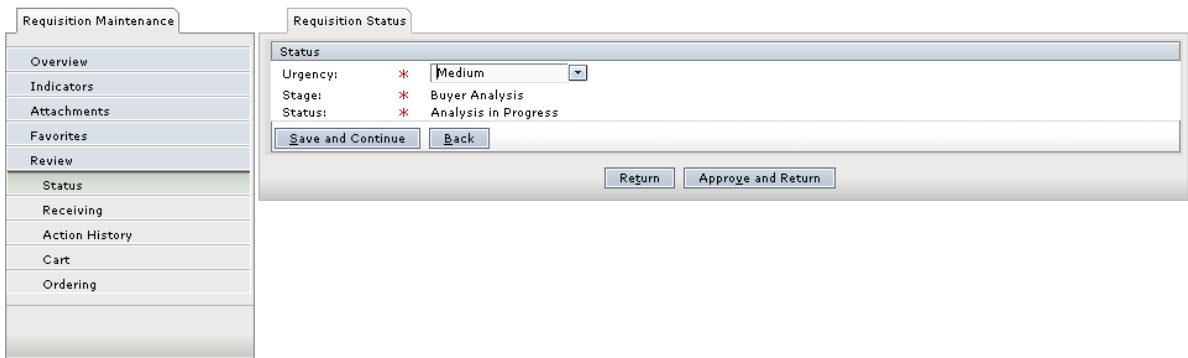 Requisition Maintenance
Overview
Indicators
Attachments
Favorites
Review
Status
Receiving
Action History
Cart
Ordering
Requisition Status
Status
Urgency: * Medium
Stage: * Buyer Analysis
Status: * Analysis in Progress
Save and Continue Back
Return Approve and Return